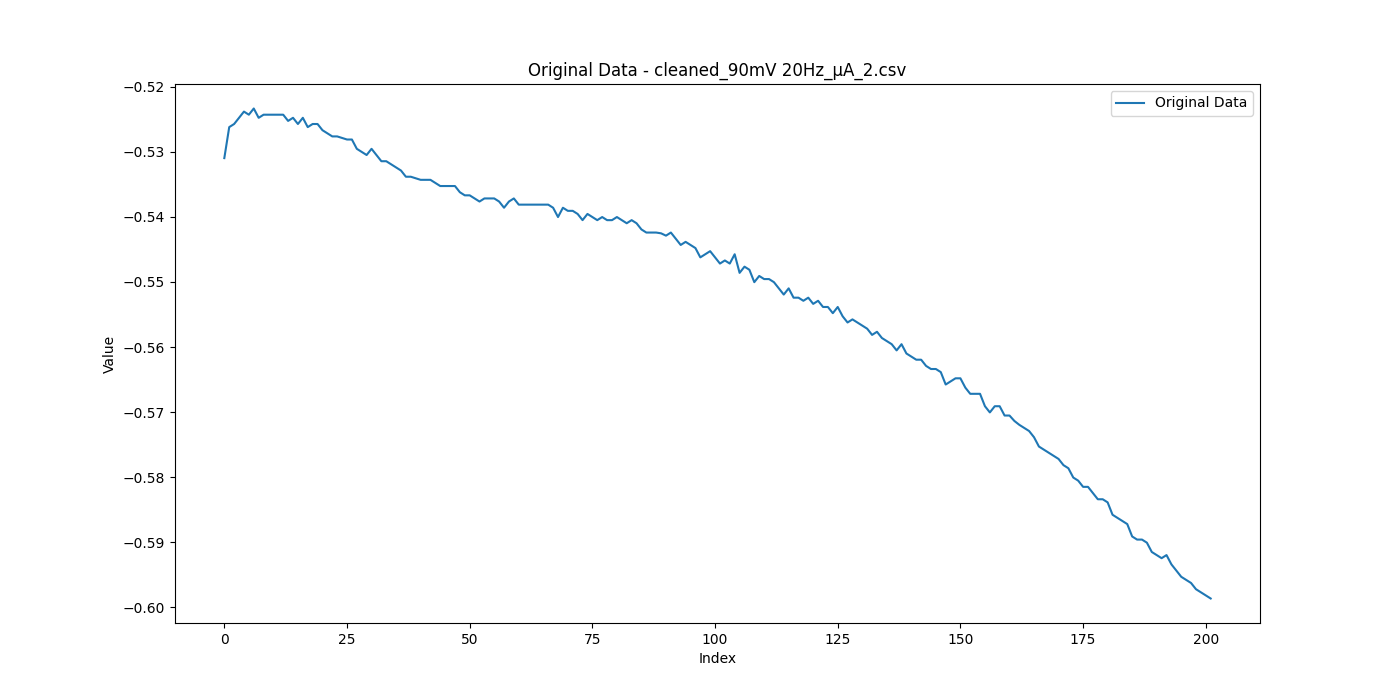 Original Data - cleaned_90mV 20Hz_µA_2.csv
Original Data
Value
−0.52
−0.53
−0.54
−0.55
−0.56
−0.57
−0.58
−0.59
−0.60
0 25 50 75 100 125 150 175 200
Index